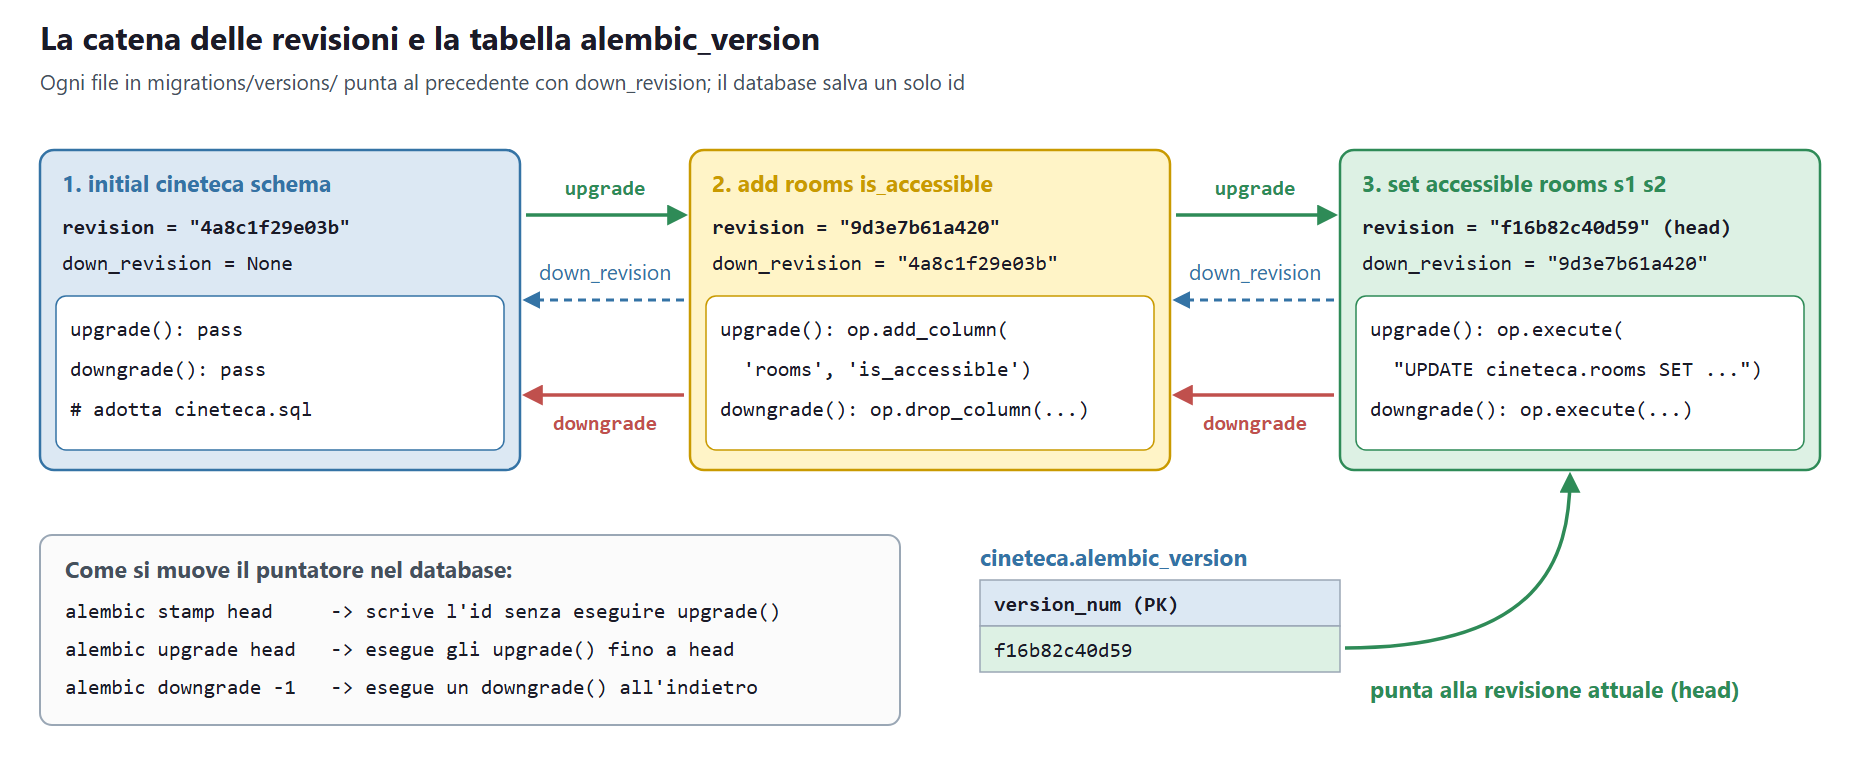 La catena delle revisioni e la tabella alembic_version
Ogni file in migrations/versions/ punta al precedente con down_revision; il database salva un solo id
1. initial cineteca schema
revision = "4a8c1f29e03b"
down_revision = None
upgrade(): pass
downgrade(): pass
# adotta cineteca.sql
upgrade
down_revision
downgrade
2. add rooms is_accessible
revision = "9d3e7b61a420"
down_revision = "4a8c1f29e03b"
upgrade(): op.add_column(
'rooms', 'is_accessible')
downgrade(): op.drop_column(...)
upgrade
down_revision
downgrade
3. set accessible rooms s1 s2
revision = "f16b82c40d59" (head)
down_revision = "9d3e7b61a420"
upgrade(): op.execute(
"UPDATE cineteca.rooms SET ...")
downgrade(): op.execute(...)
Come si muove il puntatore nel database:
alembic stamp head -> scrive l'id senza eseguire upgrade()
alembic upgrade head -> esegue gli upgrade() fino a head
alembic downgrade -1 -> esegue un downgrade() all'indietro
cineteca.alembic_version
version_num (PK)
f16b82c40d59
punta alla revisione attuale (head)